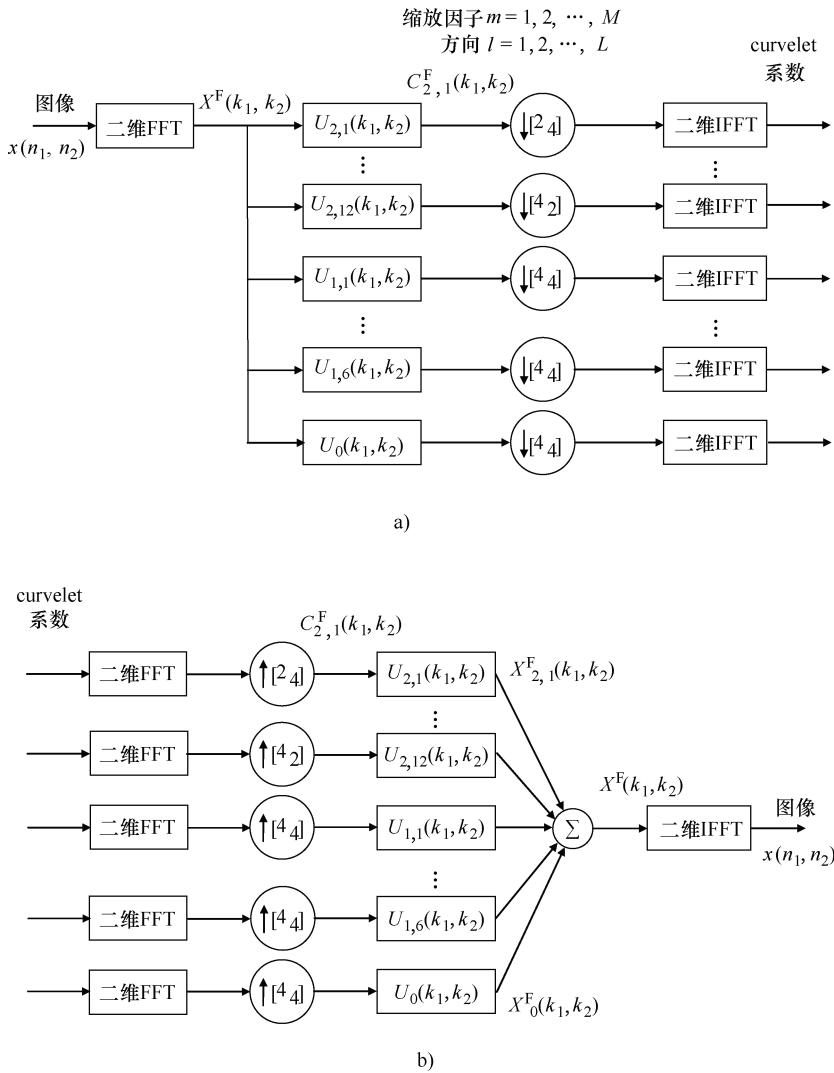 缩放因子 m = 1, 2, …, M
方向 l = 1, 2, …, L
curvelet
系数
图像
x(n₁, n₂)
二维FFT
Xᶠ(k₁, k₂)
C₂,₁ᶠ(k₁,k₂)
U₂,₁(k₁,k₂) ↓[² ₄] 二维IFFT
⋮ ⋮
U₂,₁₂(k₁,k₂) ↓[⁴ ₂] 二维IFFT
U₁,₁(k₁,k₂) ↓[⁴ ₄] 二维IFFT
⋮ ⋮
U₁,₆(k₁,k₂) ↓[⁴ ₄] 二维IFFT
U₀(k₁,k₂) ↓[⁴ ₄] 二维IFFT
a)
curvelet
系数
C₂,₁ᶠ(k₁,k₂)
二维FFT ↑[² ₄] U₂,₁(k₁,k₂) Xᶠ₂,₁(k₁,k₂)
⋮
二维FFT ↑[⁴ ₂] U₂,₁₂(k₁,k₂)
二维FFT ↑[⁴ ₄] U₁,₁(k₁,k₂) Σ Xᶠ(k₁,k₂) 二维IFFT 图像
x(n₁, n₂)
⋮
二维FFT ↑[⁴ ₄] U₁,₆(k₁,k₂)
二维FFT ↑[⁴ ₄] U₀(k₁,k₂) Xᶠ₀(k₁,k₂)
b)